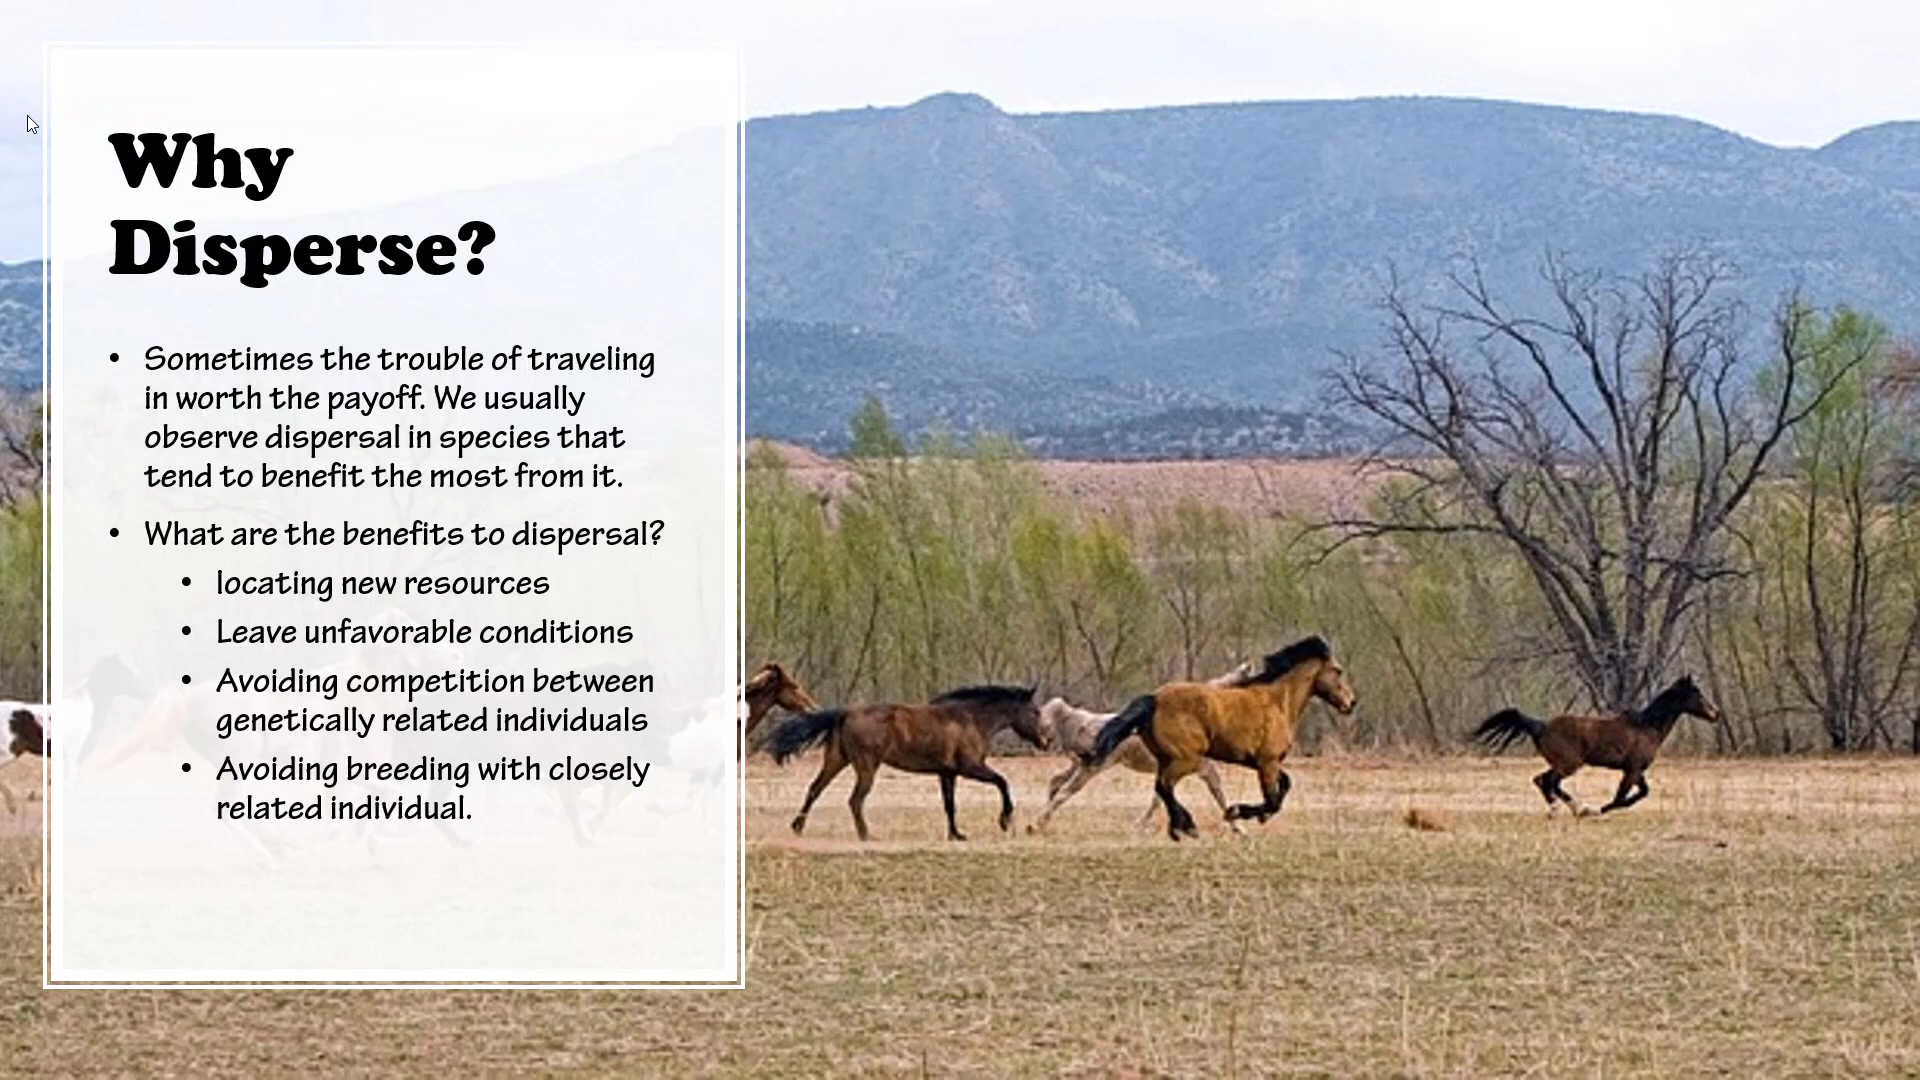 Why
Disperse?
• Sometimes the trouble of traveling
in worth the payoff. We usually
observe dispersal in species that
tend to benefit the most from it.
• What are the benefits to dispersal?
• locating new resources
• Leave unfavorable conditions
• Avoiding competition between
genetically related individuals
• Avoiding breeding with closely
related individual.